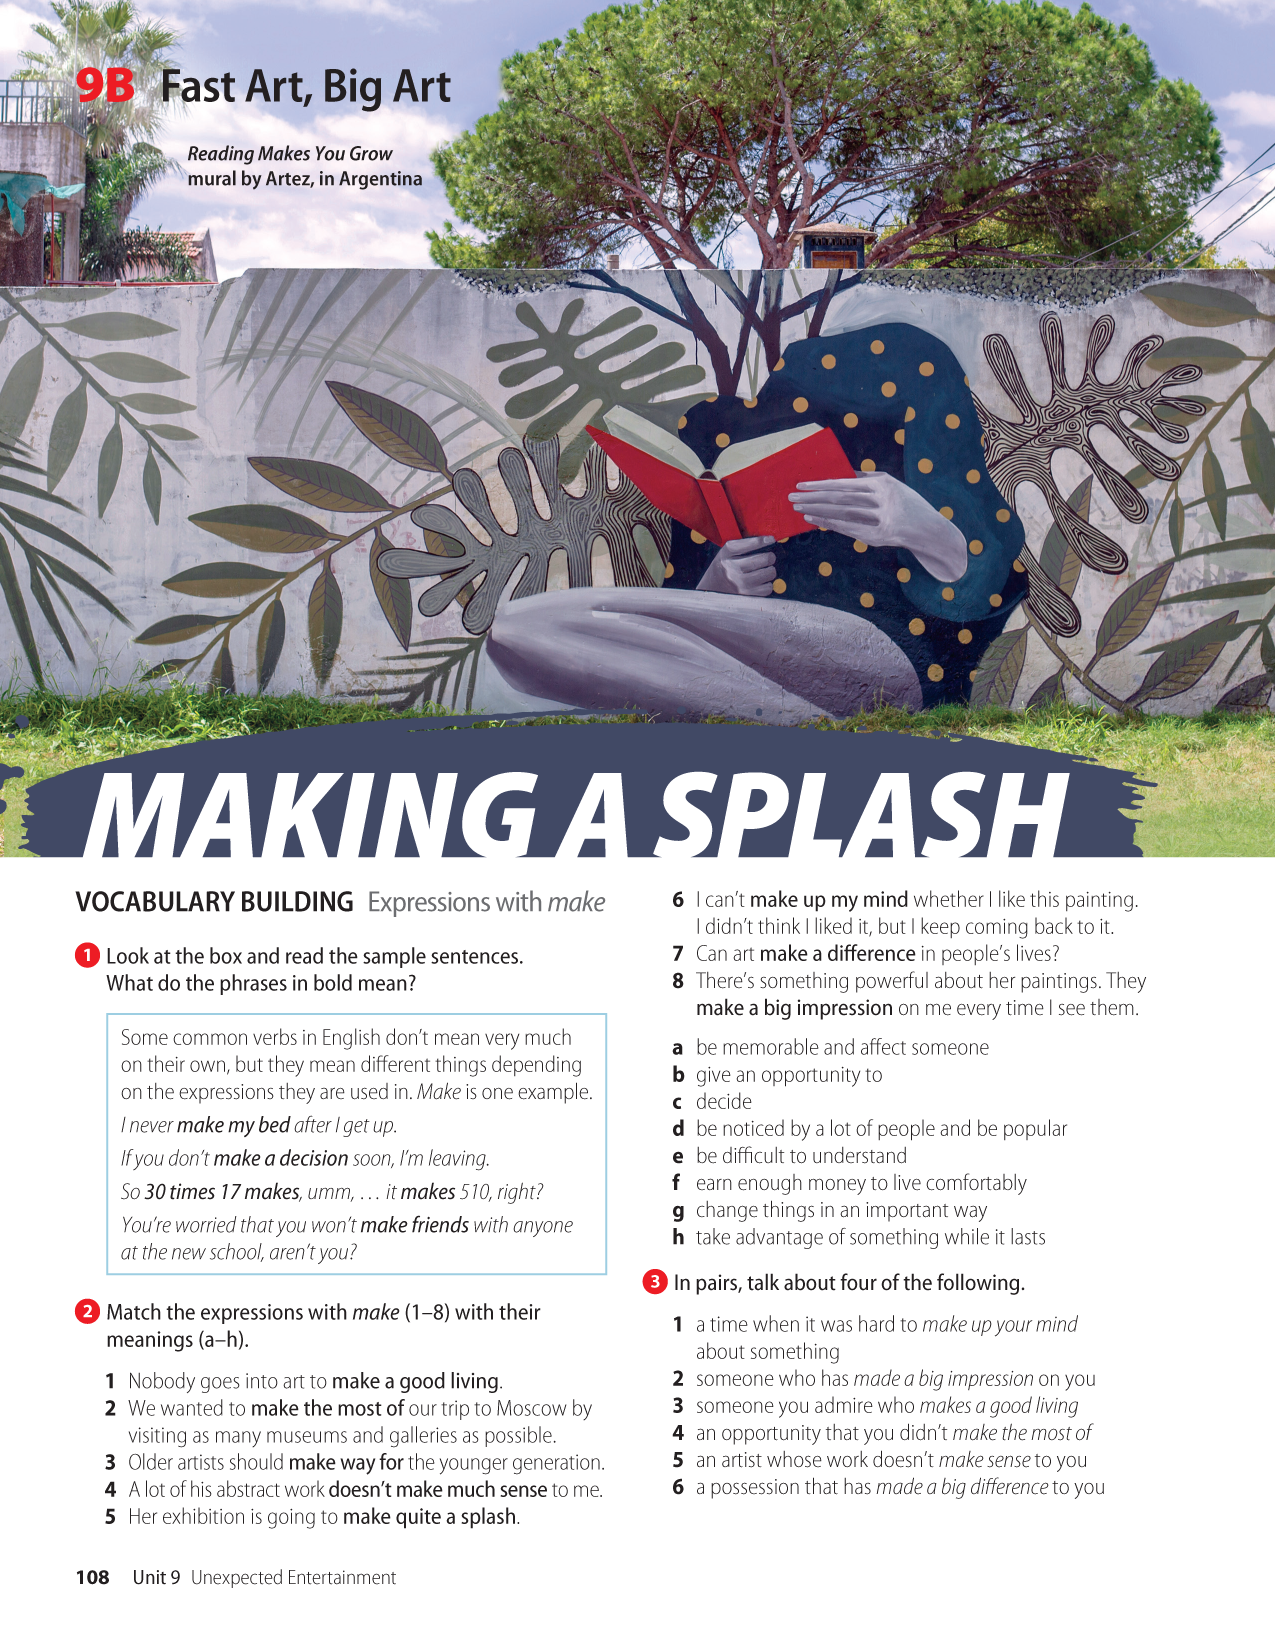 9B Fast Art, Big Art
Reading Makes You Grow
mural by Artez, in Argentina
MAKING A SPLASH
VOCABULARY BUILDING Expressions with make
1 Look at the box and read the sample sentences.
What do the phrases in bold mean?
Some common verbs in English don’t mean very much
on their own, but they mean different things depending
on the expressions they are used in. Make is one example.
I never make my bed after I get up.
If you don’t make a decision soon, I’m leaving.
So 30 times 17 makes, umm, … it makes 510, right?
You’re worried that you won’t make friends with anyone
at the new school, aren’t you?
2 Match the expressions with make (1–8) with their
meanings (a–h).
1 Nobody goes into art to make a good living.
2 We wanted to make the most of our trip to Moscow by
visiting as many museums and galleries as possible.
3 Older artists should make way for the younger generation.
4 A lot of his abstract work doesn’t make much sense to me.
5 Her exhibition is going to make quite a splash.
6 I can’t make up my mind whether I like this painting.
I didn’t think I liked it, but I keep coming back to it.
7 Can art make a difference in people’s lives?
8 There’s something powerful about her paintings. They
make a big impression on me every time I see them.
a be memorable and affect someone
b give an opportunity to
c decide
d be noticed by a lot of people and be popular
e be difficult to understand
f earn enough money to live comfortably
g change things in an important way
h take advantage of something while it lasts
3 In pairs, talk about four of the following.
1 a time when it was hard to make up your mind
about something
2 someone who has made a big impression on you
3 someone you admire who makes a good living
4 an opportunity that you didn’t make the most of
5 an artist whose work doesn’t make sense to you
6 a possession that has made a big difference to you
108 Unit 9 Unexpected Entertainment